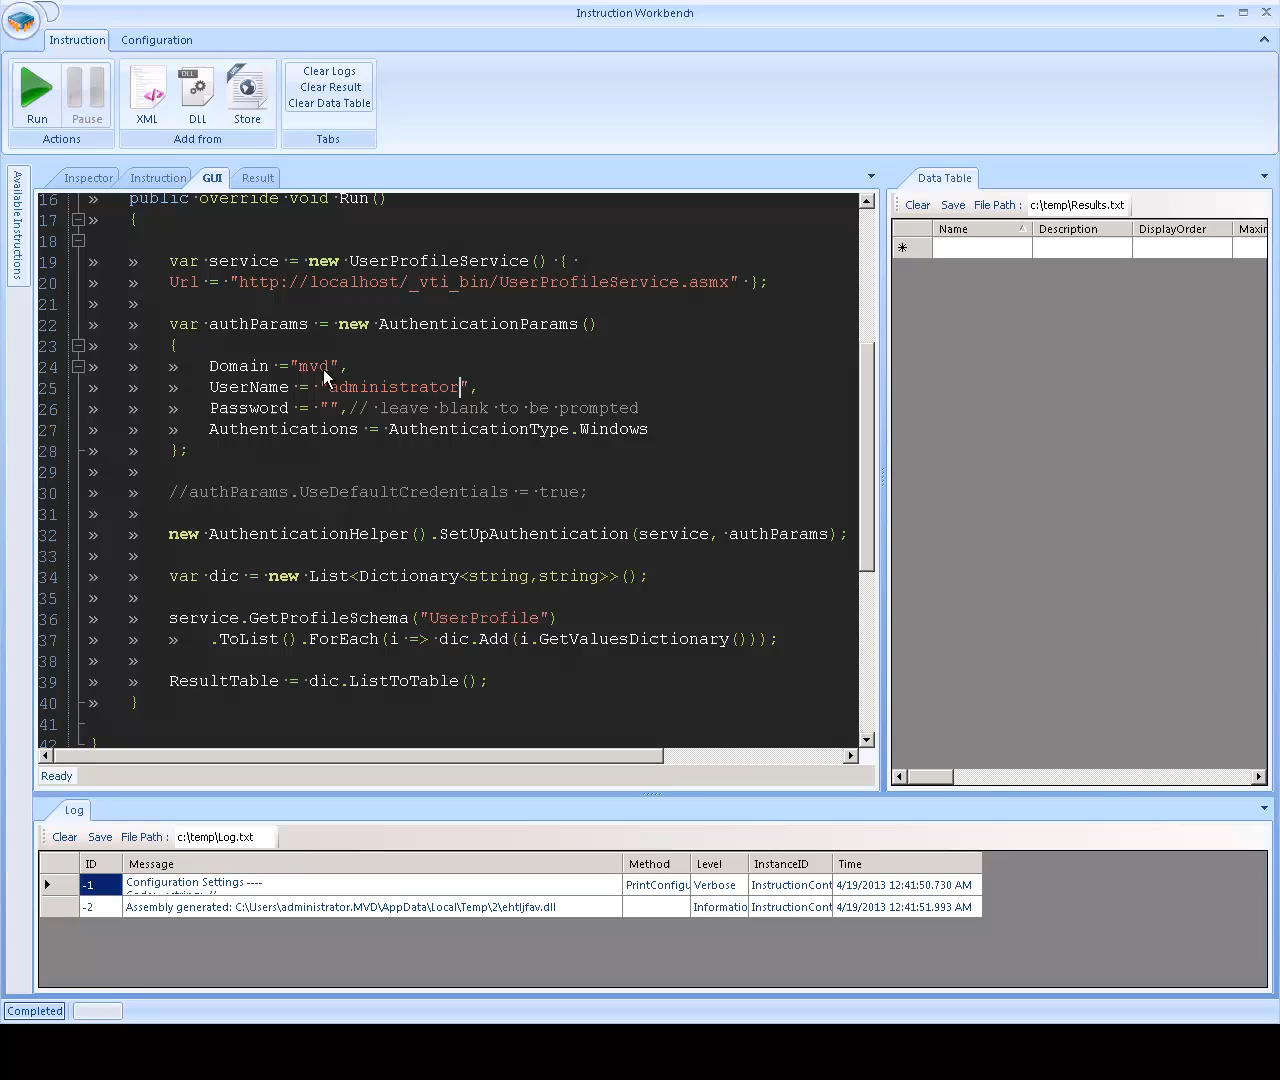 Instruction Workbench
Instruction Configuration
Clear Logs
Clear Result
Clear Data Table
Run Pause XML DLL Store
Actions Add from Tabs
Available Instructions
Inspector Instruction GUI Result
16 » public override void Run()
17 » {
18
19 » » var service = new UserProfileService() {
20 » » Url = "http://localhost/_vti_bin/UserProfileService.asmx" };
21 » »
22 » » var authParams = new AuthenticationParams()
23 » » {
24 » » » Domain ="mvd",
25 » » » UserName = "administrator",
26 » » » Password = "",// leave blank to be prompted
27 » » » Authentications = AuthenticationType.Windows
28 » » };
29 » »
30 » » //authParams.UseDefaultCredentials = true;
31 » »
32 » » new AuthenticationHelper().SetUpAuthentication(service, authParams);
33 » »
34 » » var dic = new List<Dictionary<string,string>>();
35 » »
36 » » service.GetProfileSchema("UserProfile")
37 » » » .ToList().ForEach(i => dic.Add(i.GetValuesDictionary()));
38 » »
39 » » ResultTable = dic.ListToTable();
40 » }
41
42 }
Ready
Data Table
Clear Save File Path : c:\temp\Results.txt
Name Description DisplayOrder Maxir
Log
Clear Save File Path : c:\temp\Log.txt
ID Message Method Level InstanceID Time
-1 Configuration Settings ---- PrintConfigu Verbose InstructionCont 4/19/2013 12:41:50.730 AM
-2 Assembly generated: C:\Users\administrator.MVD\AppData\Local\Temp\2\ehtljfav.dll Informatio InstructionCont 4/19/2013 12:41:51.993 AM
Completed